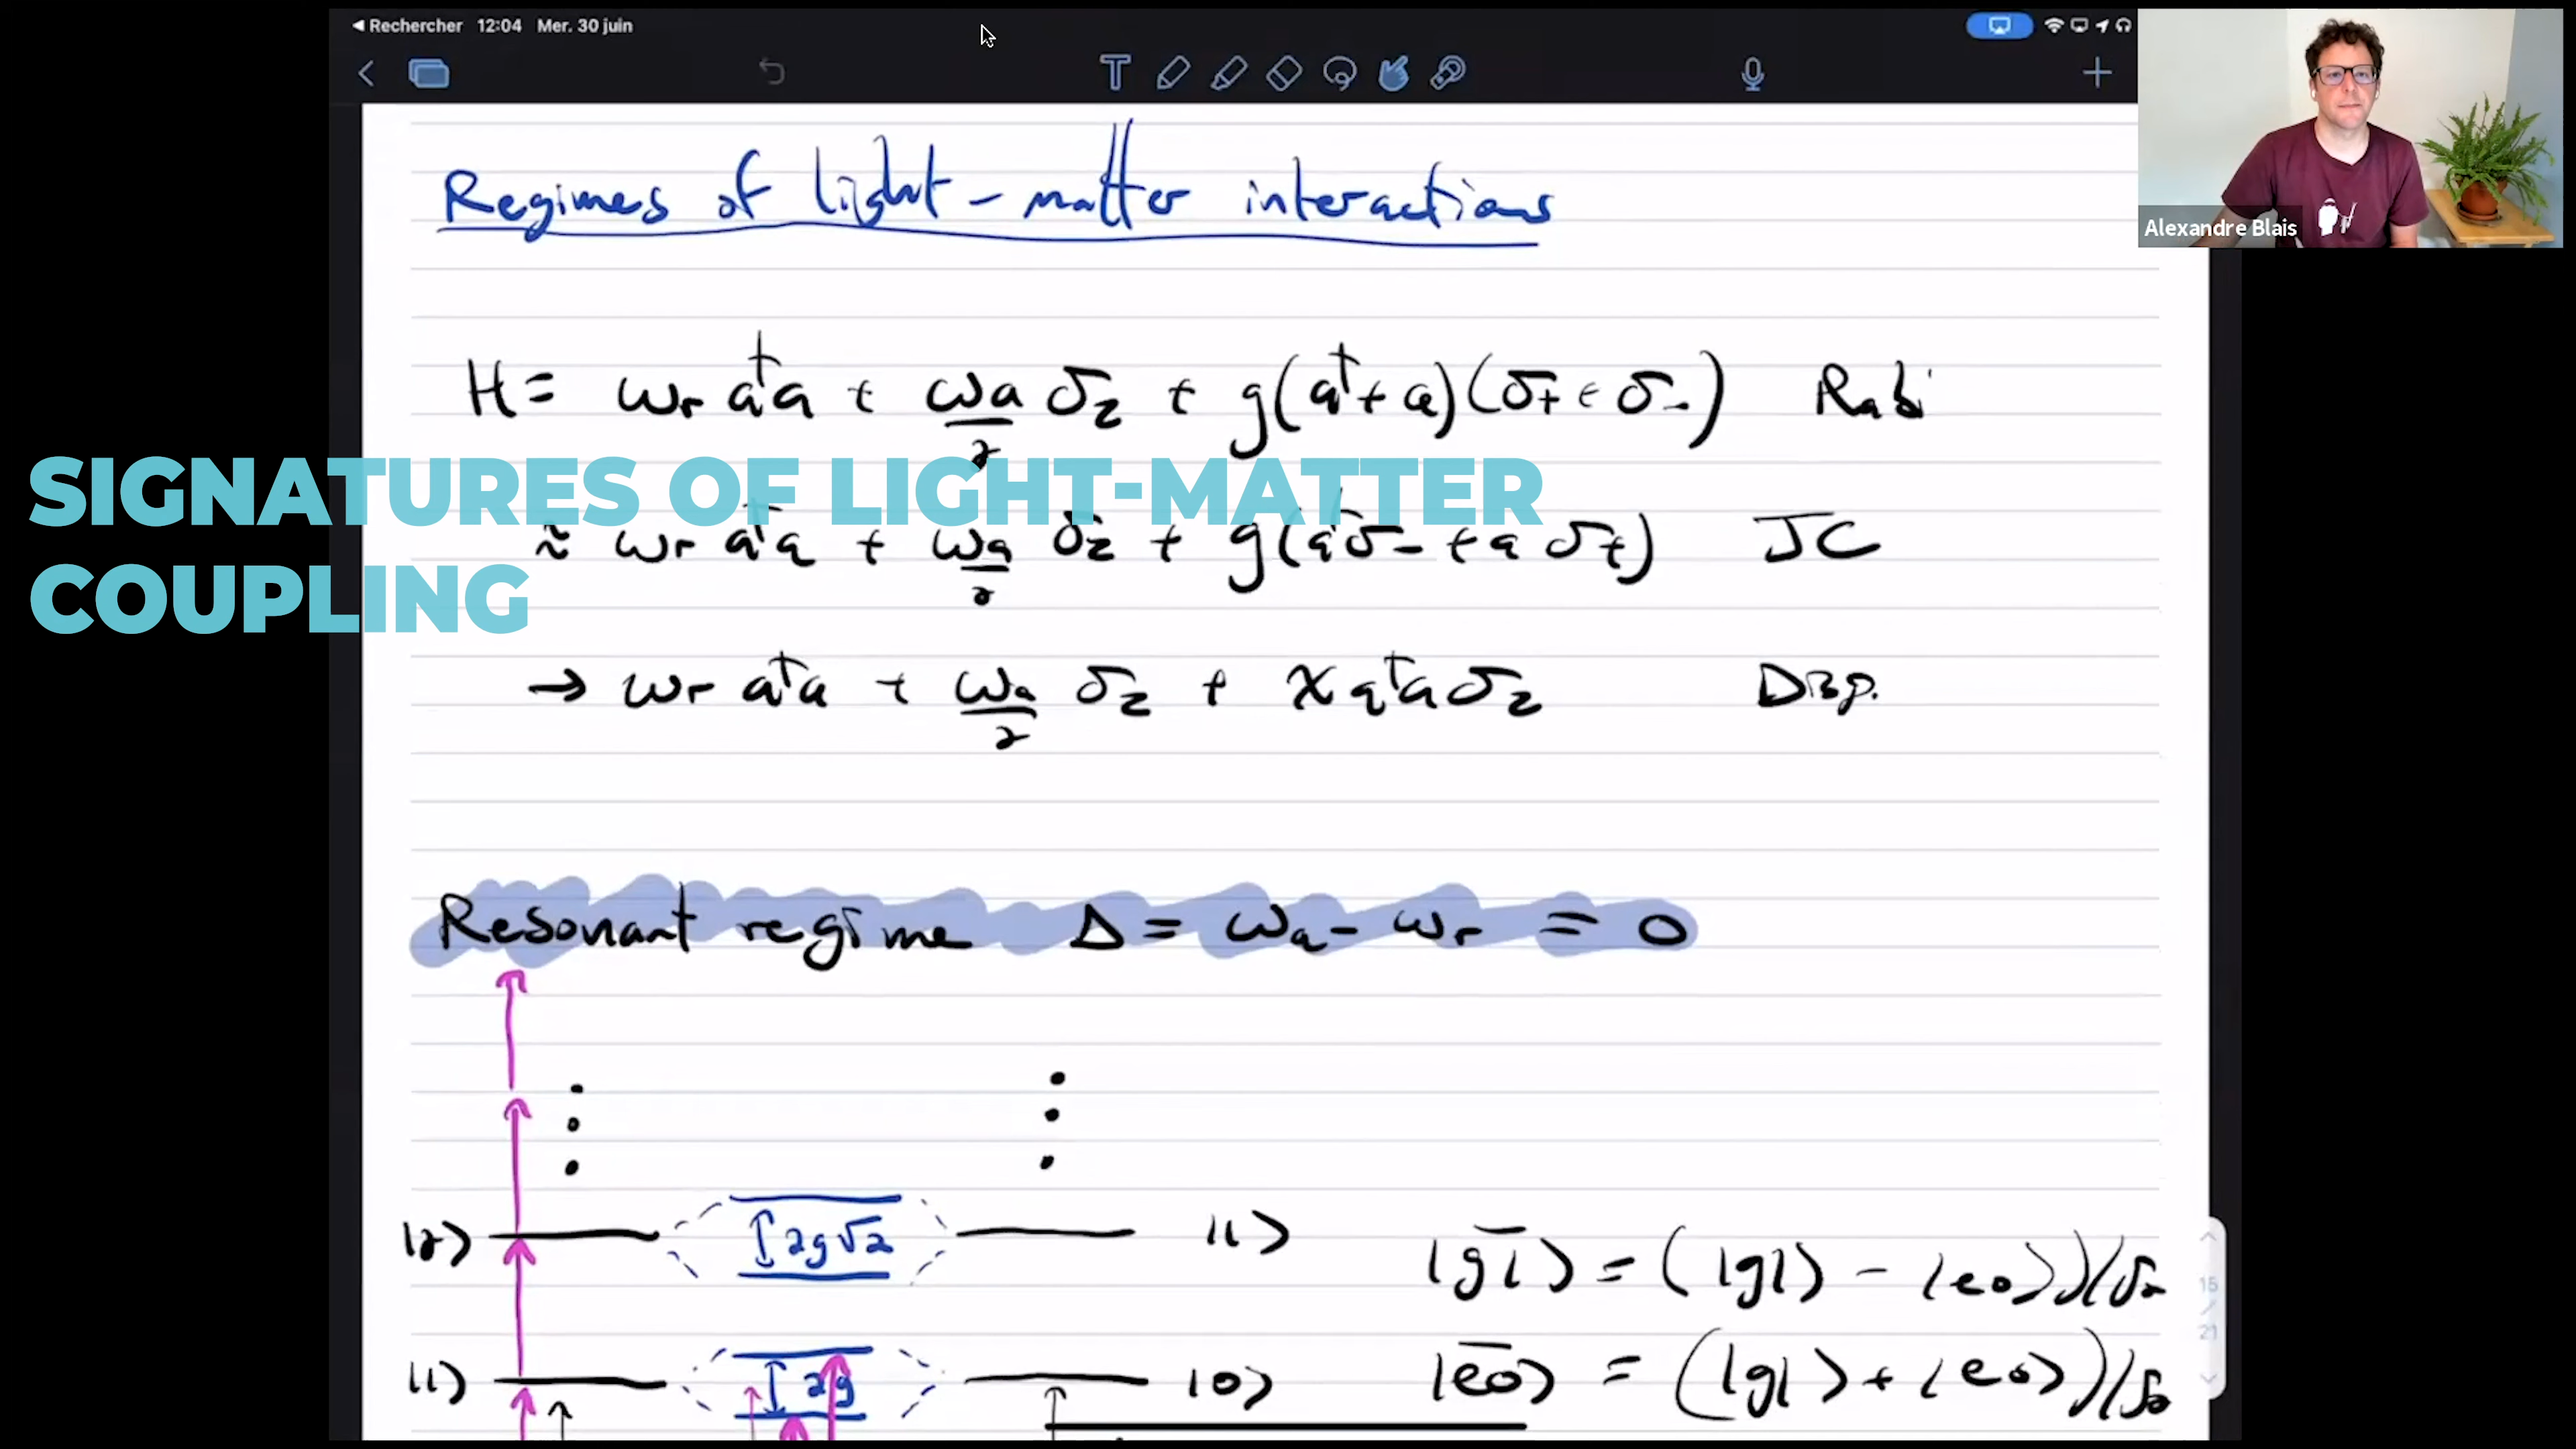 Rechercher 12:04 Mer. 30 juin
Alexandre Blais
Regimes of light-matter interactions
H = ωr a†a + ωa/2 σz + g(a†+a)(σ+ + σ-) Rabi
SIGNATURES OF LIGHT-MATTER
≈ ωr a†a + ωa/2 σz + g(a†σ- + a σ+) JC
COUPLING
→ ωr a†a + ωa/2 σz + χ a†a σz Disp.
Resonant regime Δ = ωa - ωr = 0
|2⟩ 2g√2 |1⟩ |g1⟩ = (|g1⟩ - |e0⟩)/√2
15
21
|1⟩ 2g |0⟩ |e0⟩ = (|g1⟩ + |e0⟩)/√2